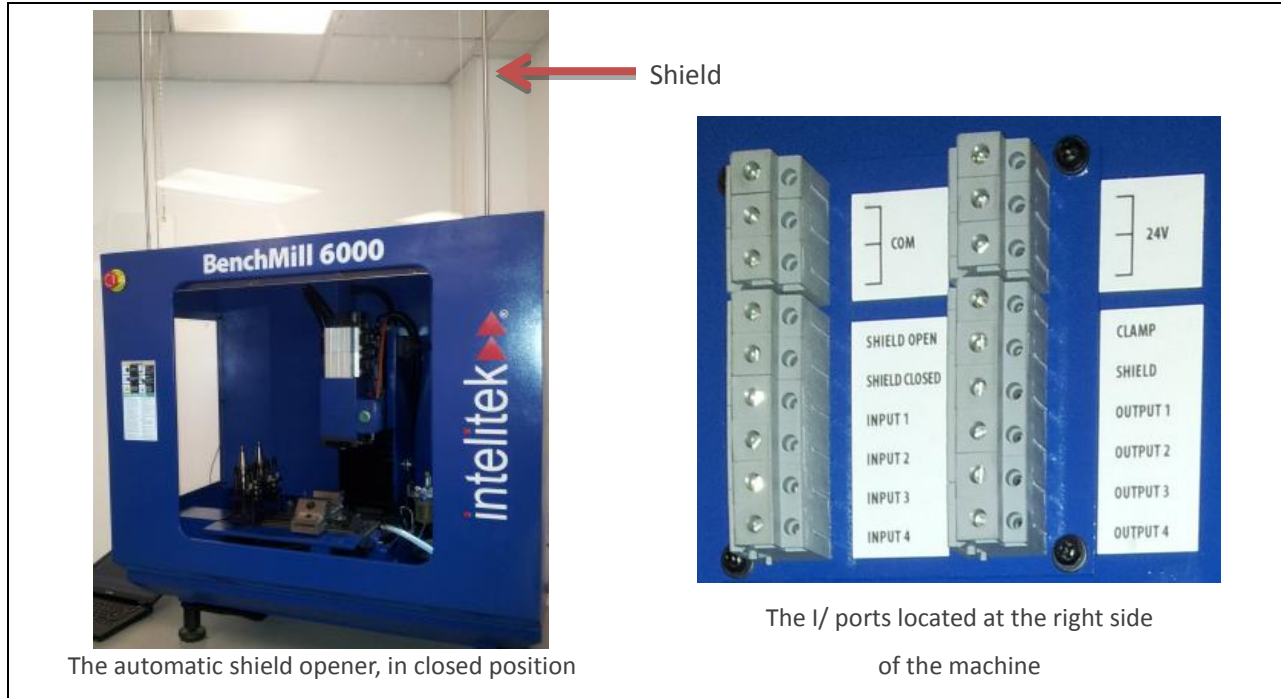 Shield
BenchMill 6000
intelitek®
The automatic shield opener, in closed position
COM
24V
SHIELD OPEN
SHIELD CLOSED
INPUT 1
INPUT 2
INPUT 3
INPUT 4
CLAMP
SHIELD
OUTPUT 1
OUTPUT 2
OUTPUT 3
OUTPUT 4
The I/ ports located at the right side
of the machine